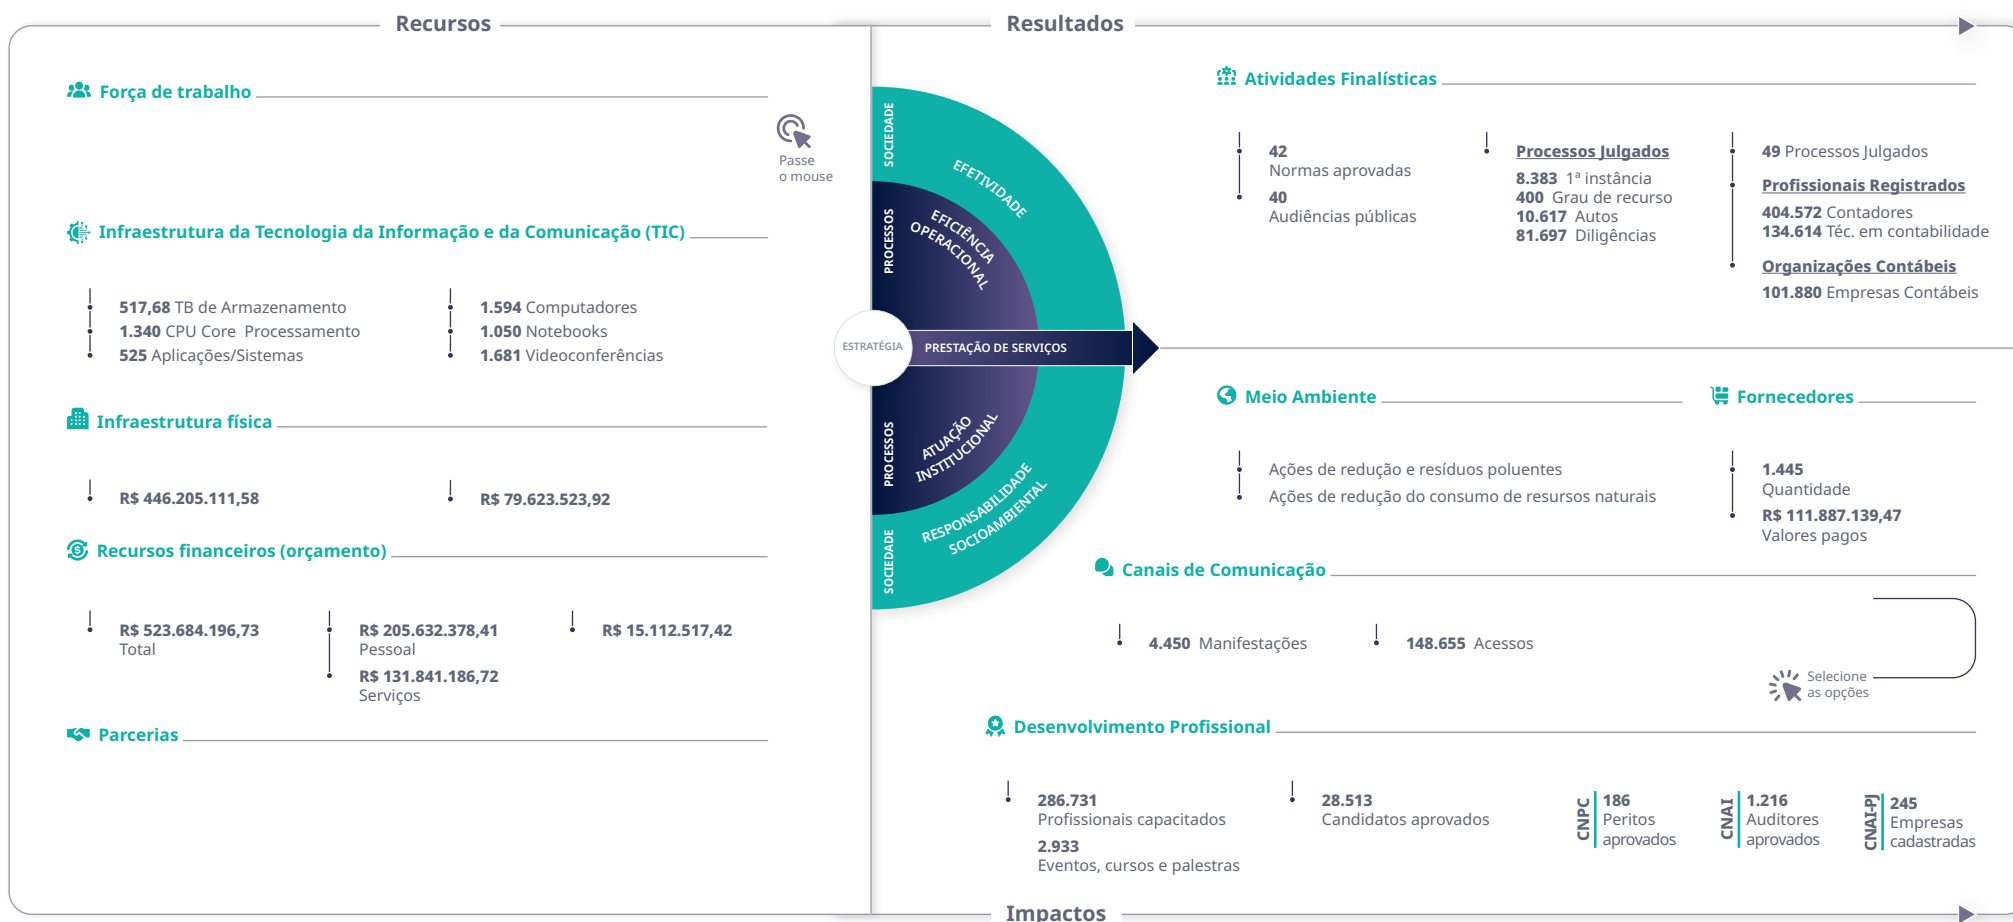 Recursos
Força de trabalho
Passe
o mouse
Infraestrutura da Tecnologia da Informação e da Comunicação (TIC)
517,68 TB de Armazenamento
1.340 CPU Core Processamento
525 Aplicações/Sistemas
1.594 Computadores
1.050 Notebooks
1.681 Videoconferências
Infraestrutura física
R$ 446.205.111,58
R$ 79.623.523,92
Recursos financeiros (orçamento)
R$ 523.684.196,73
Total
R$ 205.632.378,41
Pessoal
R$ 131.841.186,72
Serviços
R$ 15.112.517,42
Parcerias
SOCIEDADE
EFETIVIDADE
PROCESSOS
EFICIÊNCIA
OPERACIONAL
ESTRATÉGIA
PRESTAÇÃO DE SERVIÇOS
PROCESSOS
ATUAÇÃO
INSTITUCIONAL
SOCIEDADE
RESPONSABILIDADE
SOCIOAMBIENTAL
Resultados
Atividades Finalísticas
42
Normas aprovadas
40
Audiências públicas
Processos Julgados
8.383 1ª instância
400 Grau de recurso
10.617 Autos
81.697 Diligências
49 Processos Julgados
Profissionais Registrados
404.572 Contadores
134.614 Téc. em contabilidade
Organizações Contábeis
101.880 Empresas Contábeis
Meio Ambiente
Ações de redução e resíduos poluentes
Ações de redução do consumo de recursos naturais
Fornecedores
1.445
Quantidade
R$ 111.887.139,47
Valores pagos
Canais de Comunicação
4.450 Manifestações
148.655 Acessos
Selecione
as opções
Desenvolvimento Profissional
286.731
Profissionais capacitados
2.933
Eventos, cursos e palestras
28.513
Candidatos aprovados
CNPC
186
Peritos
aprovados
CNAI
1.216
Auditores
aprovados
CNAI-PJ
245
Empresas
cadastradas
Impactos